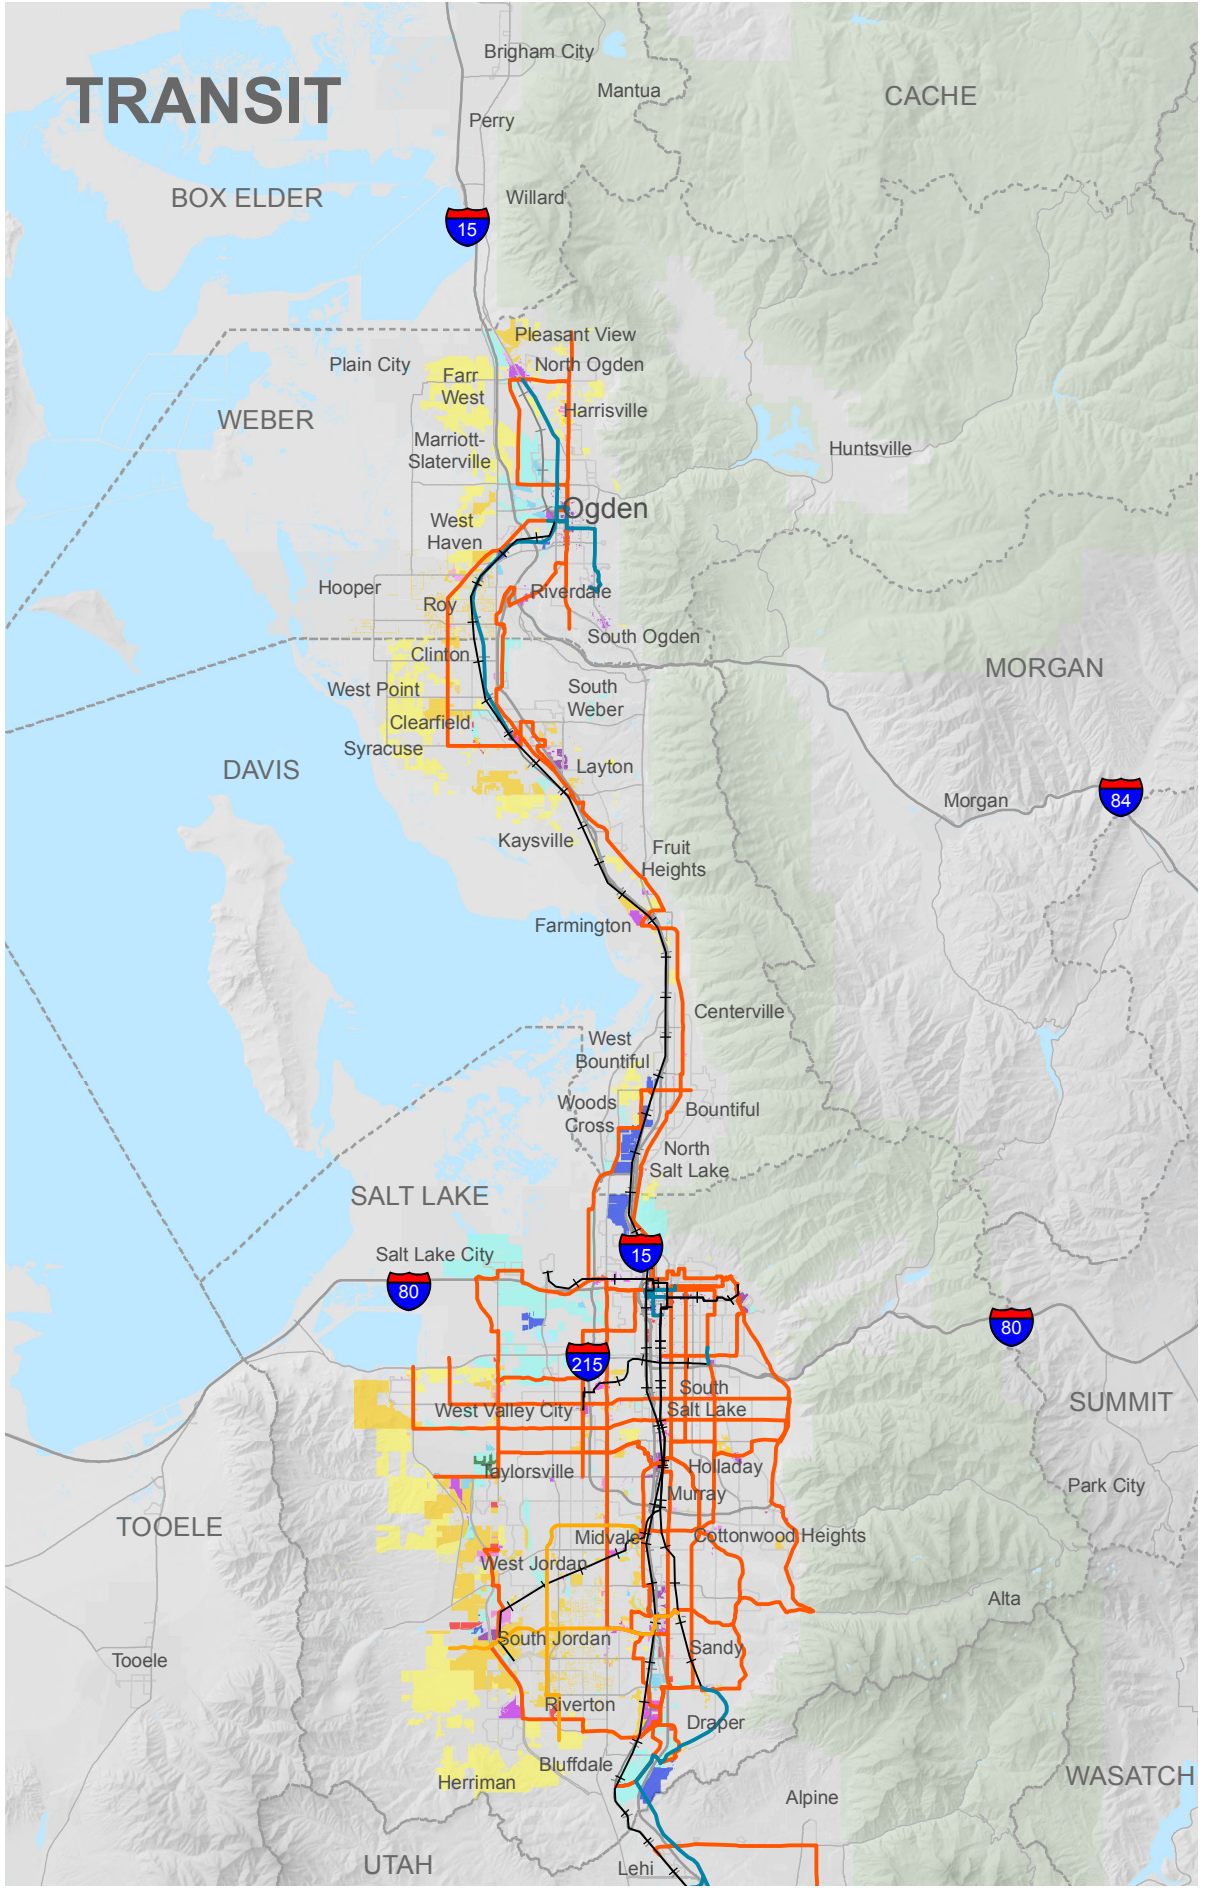 Brigham City
TRANSIT
Mantua
CACHE
Perry
BOX ELDER
Willard
15
Pleasant View
Plain City
North Ogden
Farr
West
WEBER
Harrisville
Marriott-
Slaterville
Huntsville
Ogden
West
Haven
Hooper
Riverdale
Roy
South Ogden
Clinton
MORGAN
West Point
South
Weber
Clearfield
Syracuse
DAVIS
Layton
Morgan
84
Kaysville
Fruit
Heights
Farmington
Centerville
West
Bountiful
Woods
Cross
Bountiful
North
Salt Lake
SALT LAKE
Salt Lake City
15
80
80
215
South
Salt Lake
SUMMIT
West Valley City
Taylorsville
Holladay
Park City
Murray
TOOELE
Midvale
Cottonwood Heights
West Jordan
Alta
South Jordan
Sandy
Tooele
Riverton
Draper
Bluffdale
Herriman
WASATCH
Alpine
UTAH
Lehi